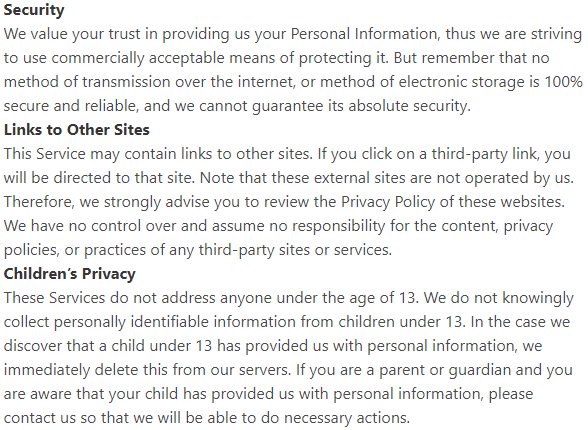 Security
We value your trust in providing us your Personal Information, thus we are striving
to use commercially acceptable means of protecting it. But remember that no
method of transmission over the internet, or method of electronic storage is 100%
secure and reliable, and we cannot guarantee its absolute security.
Links to Other Sites
This Service may contain links to other sites. If you click on a third-party link, you
will be directed to that site. Note that these external sites are not operated by us.
Therefore, we strongly advise you to review the Privacy Policy of these websites.
We have no control over and assume no responsibility for the content, privacy
policies, or practices of any third-party sites or services.
Children’s Privacy
These Services do not address anyone under the age of 13. We do not knowingly
collect personally identifiable information from children under 13. In the case we
discover that a child under 13 has provided us with personal information, we
immediately delete this from our servers. If you are a parent or guardian and you
are aware that your child has provided us with personal information, please
contact us so that we will be able to do necessary actions.